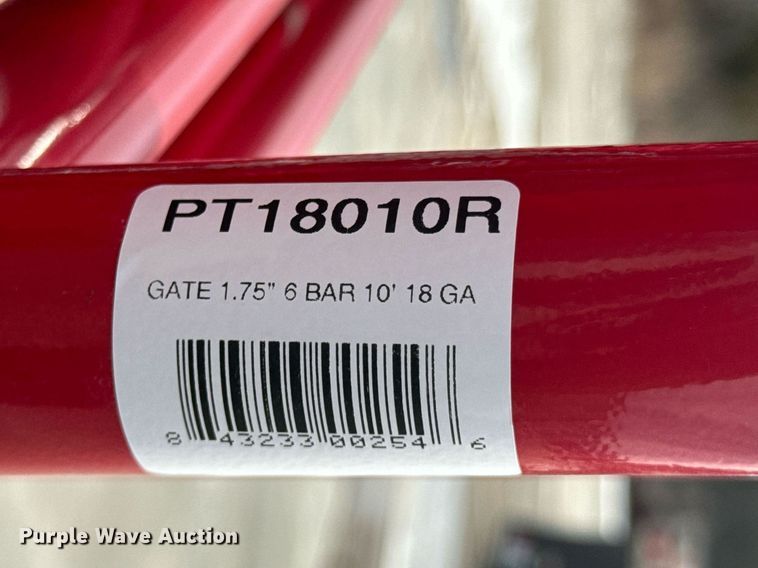 PT18010R
GATE 1.75" 6 BAR 10' 18 GA
8 43233 00254 6
Purple Wave Auction